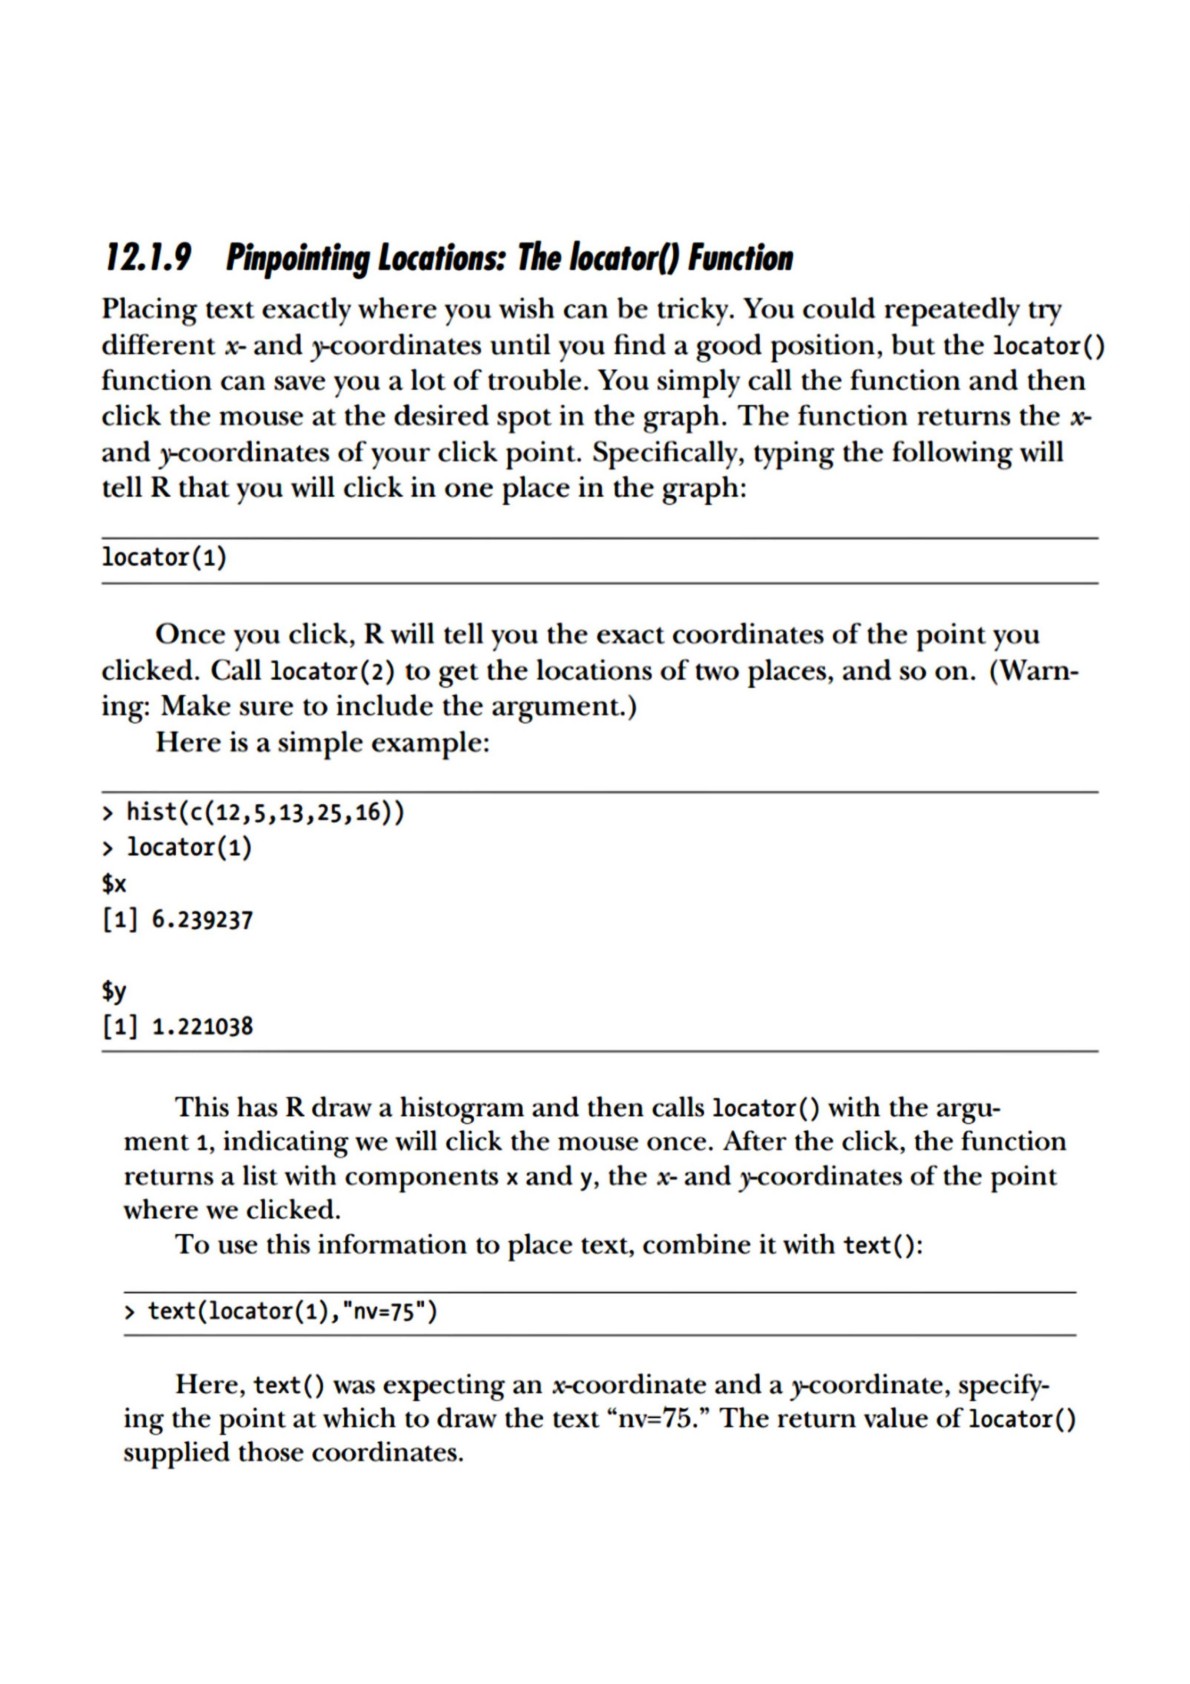 12.1.9 Pinpointing Locations: The locator() Function
Placing text exactly where you wish can be tricky. You could repeatedly try
different x- and y-coordinates until you find a good position, but the locator()
function can save you a lot of trouble. You simply call the function and then
click the mouse at the desired spot in the graph. The function returns the x-
and y-coordinates of your click point. Specifically, typing the following will
tell R that you will click in one place in the graph:
locator(1)
Once you click, R will tell you the exact coordinates of the point you
clicked. Call locator(2) to get the locations of two places, and so on. (Warn-
ing: Make sure to include the argument.)
Here is a simple example:
> hist(c(12,5,13,25,16))
> locator(1)
$x
[1] 6.239237
$y
[1] 1.221038
This has R draw a histogram and then calls locator() with the argu-
ment 1, indicating we will click the mouse once. After the click, the function
returns a list with components x and y, the x- and y-coordinates of the point
where we clicked.
To use this information to place text, combine it with text():
> text(locator(1),"nv=75")
Here, text() was expecting an x-coordinate and a y-coordinate, specify-
ing the point at which to draw the text “nv=75.” The return value of locator()
supplied those coordinates.